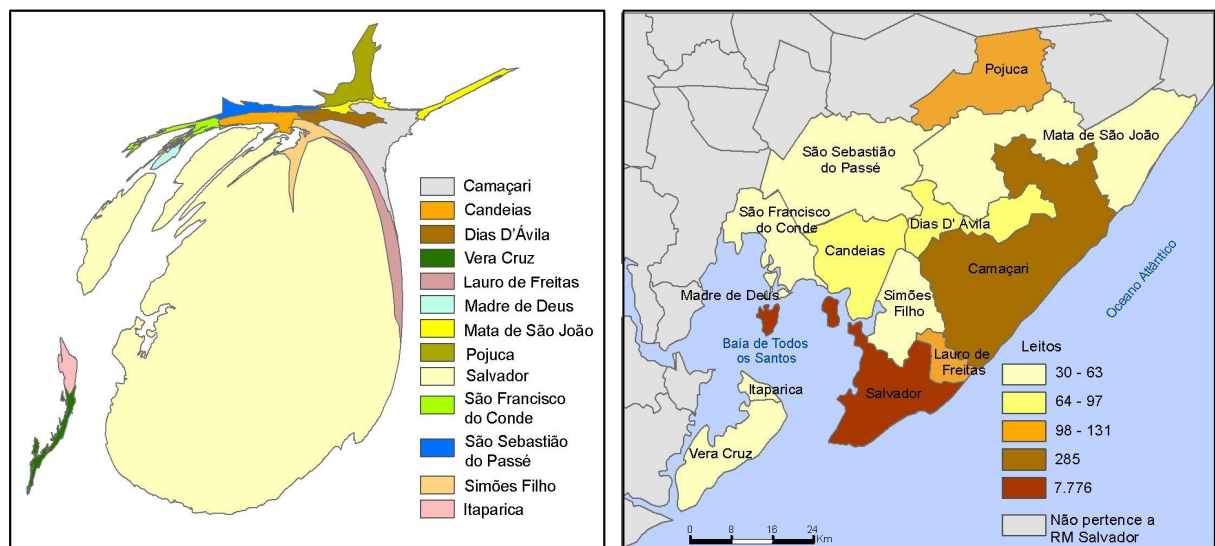 Camaçari
Candeias
Dias D'Ávila
Vera Cruz
Lauro de Freitas
Madre de Deus
Mata de São João
Pojuca
Salvador
São Francisco
do Conde
São Sebastião
do Passé
Simões Filho
Itaparica
Pojuca
Mata de São João
São Sebastião
do Passé
São Francisco
do Conde
Dias D' Ávila
Candeias
Camaçari
Oceano Atlântico
Madre de Deus
Simões
Filho
Baía de Todos
os Santos
Lauro de
Freitas
Itaparica
Salvador
Vera Cruz
Leitos
30 - 63
64 - 97
98 - 131
285
7.776
Não pertence a
RM Salvador
0 8 16 24
Km